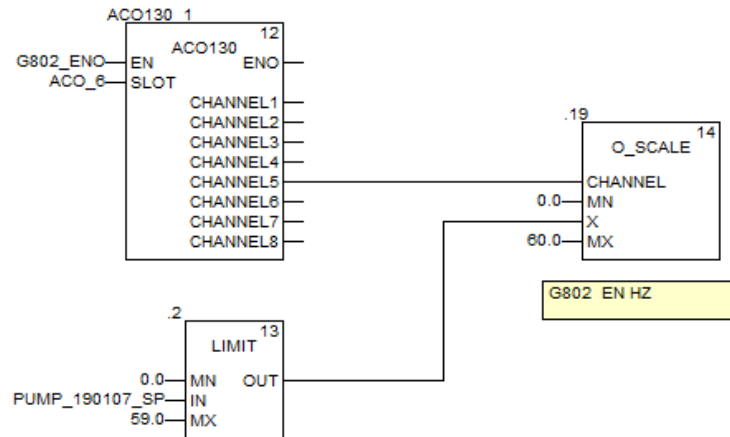 ACO130_1
12
ACO130
G802_ENO EN ENO
ACO_6 SLOT
CHANNEL1
CHANNEL2
CHANNEL3
CHANNEL4
CHANNEL5
CHANNEL6
CHANNEL7
CHANNEL8
.19
14
O_SCALE
CHANNEL
0.0 MN
X
60.0 MX
G802 EN HZ
.2
13
LIMIT
0.0 MN OUT
PUMP_190107_SP IN
59.0 MX